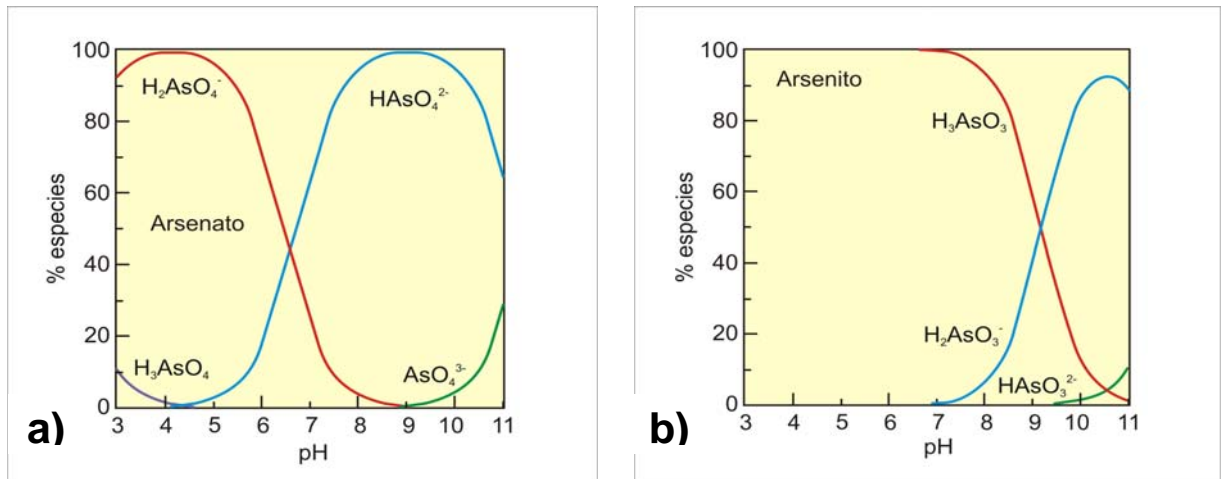 100
80
60
40
20
0
% especies
H₂AsO₄⁻
HAsO₄²⁻
Arsenato
H₃AsO₄
AsO₄³⁻
3 4 5 6 7 8 9 10 11
pH
a)
100
80
60
40
20
0
% especies
Arsenito
H₃AsO₃
H₂AsO₃⁻
HAsO₃²⁻
3 4 5 6 7 8 9 10 11
pH
b)